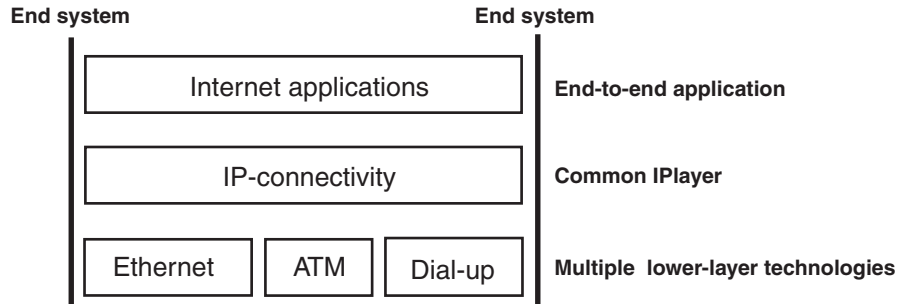 End system End system
Internet applications End-to-end application
IP-connectivity Common IPlayer
Ethernet ATM Dial-up Multiple lower-layer technologies